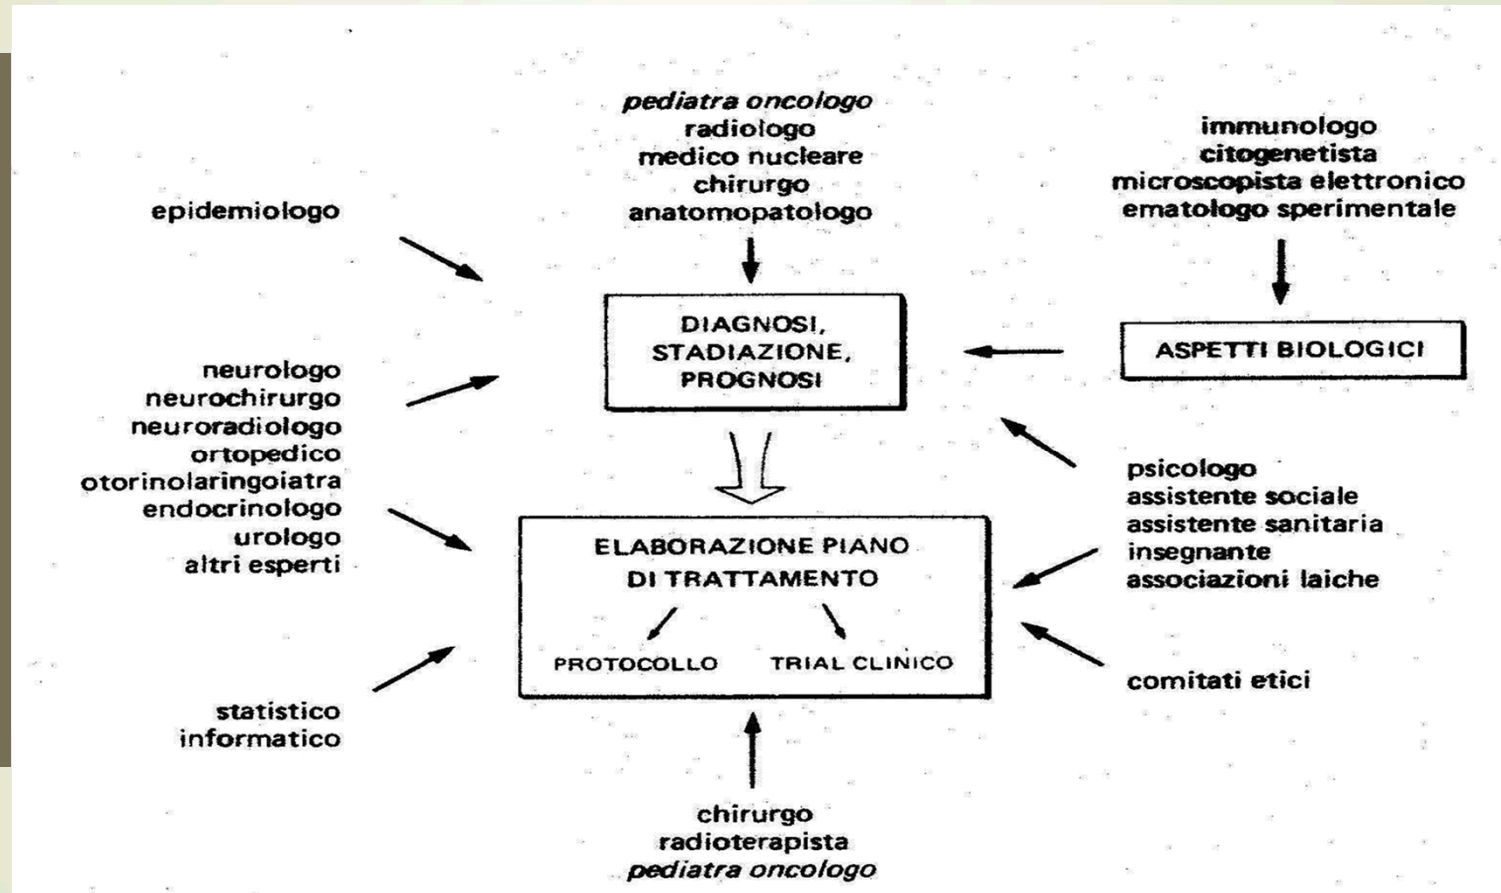 pediatra oncologo
radiologo
medico nucleare
chirurgo
anatomopatologo
immunologo
citogenetista
microscopista elettronico
ematologo sperimentale
epidemiologo
DIAGNOSI,
STADIAZIONE,
PROGNOSI
ASPETTI BIOLOGICI
neurologo
neurochirurgo
neuroradiologo
ortopedico
otorinolaringoiatra
endocrinologo
urologo
altri esperti
psicologo
assistente sociale
assistente sanitaria
insegnante
associazioni laiche
ELABORAZIONE PIANO
DI TRATTAMENTO
PROTOCOLLO
TRIAL CLINICO
comitati etici
statistico
informatico
chirurgo
radioterapista
pediatra oncologo